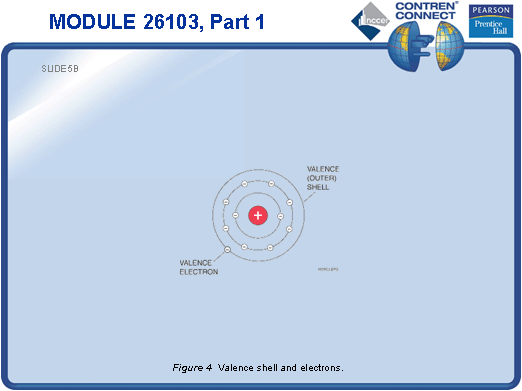 MODULE 26103, Part 1
nccer
CONTREN®
CONNECT
PEARSON
Prentice
Hall
SLIDE 5B
VALENCE
(OUTER)
SHELL
+
VALENCE
ELECTRON
Figure 4 Valence shell and electrons.